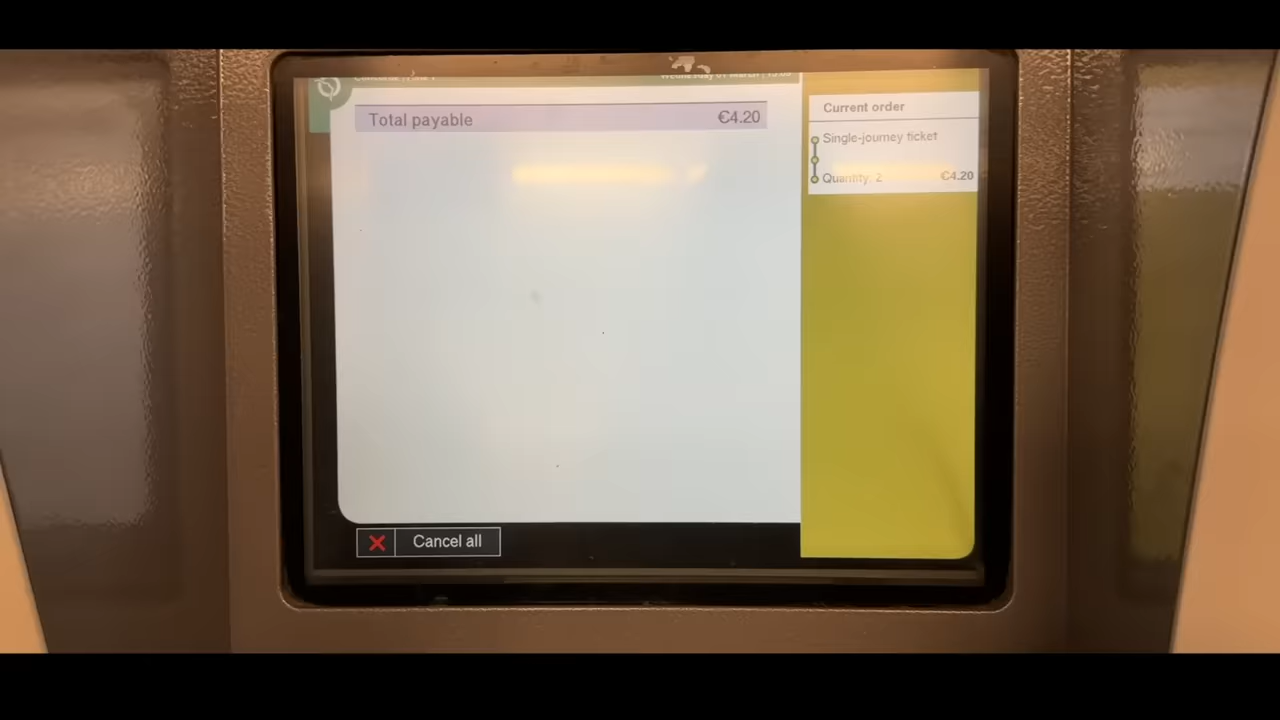 Total payable €4.20
Current order
Single-journey ticket
Quantity: 2 €4.20
Cancel all